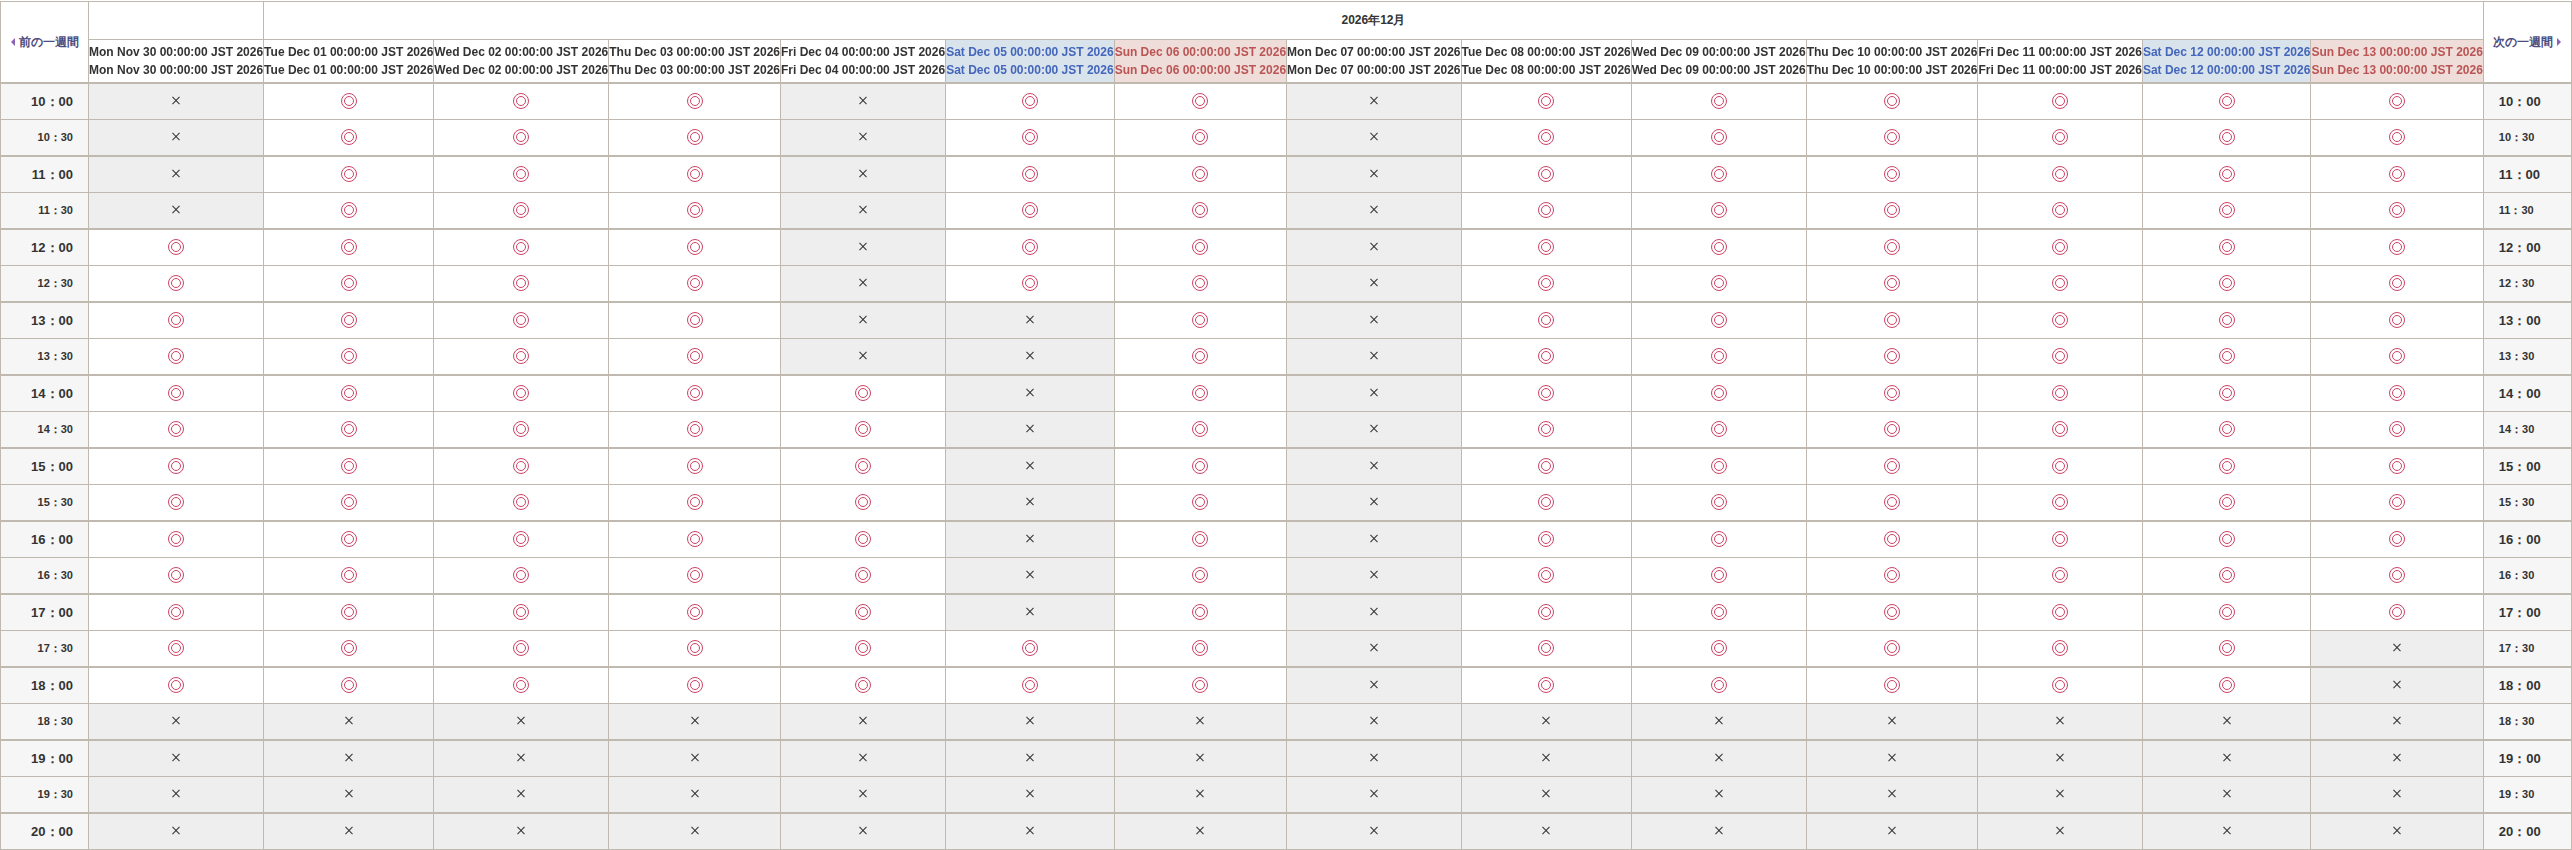 2026年12月
前の一週間 次の一週間
Mon Nov 30 00:00:00 JST 2026 Tue Dec 01 00:00:00 JST 2026 Wed Dec 02 00:00:00 JST 2026 Thu Dec 03 00:00:00 JST 2026 Fri Dec 04 00:00:00 JST 2026 Sat Dec 05 00:00:00 JST 2026 Sun Dec 06 00:00:00 JST 2026 Mon Dec 07 00:00:00 JST 2026 Tue Dec 08 00:00:00 JST 2026 Wed Dec 09 00:00:00 JST 2026 Thu Dec 10 00:00:00 JST 2026 Fri Dec 11 00:00:00 JST 2026 Sat Dec 12 00:00:00 JST 2026 Sun Dec 13 00:00:00 JST 2026
Mon Nov 30 00:00:00 JST 2026 Tue Dec 01 00:00:00 JST 2026 Wed Dec 02 00:00:00 JST 2026 Thu Dec 03 00:00:00 JST 2026 Fri Dec 04 00:00:00 JST 2026 Sat Dec 05 00:00:00 JST 2026 Sun Dec 06 00:00:00 JST 2026 Mon Dec 07 00:00:00 JST 2026 Tue Dec 08 00:00:00 JST 2026 Wed Dec 09 00:00:00 JST 2026 Thu Dec 10 00:00:00 JST 2026 Fri Dec 11 00:00:00 JST 2026 Sat Dec 12 00:00:00 JST 2026 Sun Dec 13 00:00:00 JST 2026
10：00 × ◎ ◎ ◎ × ◎ ◎ × ◎ ◎ ◎ ◎ ◎ ◎ 10：00
10：30 × ◎ ◎ ◎ × ◎ ◎ × ◎ ◎ ◎ ◎ ◎ ◎ 10：30
11：00 × ◎ ◎ ◎ × ◎ ◎ × ◎ ◎ ◎ ◎ ◎ ◎ 11：00
11：30 × ◎ ◎ ◎ × ◎ ◎ × ◎ ◎ ◎ ◎ ◎ ◎ 11：30
12：00 ◎ ◎ ◎ ◎ × ◎ ◎ × ◎ ◎ ◎ ◎ ◎ ◎ 12：00
12：30 ◎ ◎ ◎ ◎ × ◎ ◎ × ◎ ◎ ◎ ◎ ◎ ◎ 12：30
13：00 ◎ ◎ ◎ ◎ × × ◎ × ◎ ◎ ◎ ◎ ◎ ◎ 13：00
13：30 ◎ ◎ ◎ ◎ × × ◎ × ◎ ◎ ◎ ◎ ◎ ◎ 13：30
14：00 ◎ ◎ ◎ ◎ ◎ × ◎ × ◎ ◎ ◎ ◎ ◎ ◎ 14：00
14：30 ◎ ◎ ◎ ◎ ◎ × ◎ × ◎ ◎ ◎ ◎ ◎ ◎ 14：30
15：00 ◎ ◎ ◎ ◎ ◎ × ◎ × ◎ ◎ ◎ ◎ ◎ ◎ 15：00
15：30 ◎ ◎ ◎ ◎ ◎ × ◎ × ◎ ◎ ◎ ◎ ◎ ◎ 15：30
16：00 ◎ ◎ ◎ ◎ ◎ × ◎ × ◎ ◎ ◎ ◎ ◎ ◎ 16：00
16：30 ◎ ◎ ◎ ◎ ◎ × ◎ × ◎ ◎ ◎ ◎ ◎ ◎ 16：30
17：00 ◎ ◎ ◎ ◎ ◎ × ◎ × ◎ ◎ ◎ ◎ ◎ ◎ 17：00
17：30 ◎ ◎ ◎ ◎ ◎ ◎ ◎ × ◎ ◎ ◎ ◎ ◎ × 17：30
18：00 ◎ ◎ ◎ ◎ ◎ ◎ ◎ × ◎ ◎ ◎ ◎ ◎ × 18：00
18：30 × × × × × × × × × × × × × × 18：30
19：00 × × × × × × × × × × × × × × 19：00
19：30 × × × × × × × × × × × × × × 19：30
20：00 × × × × × × × × × × × × × × 20：00